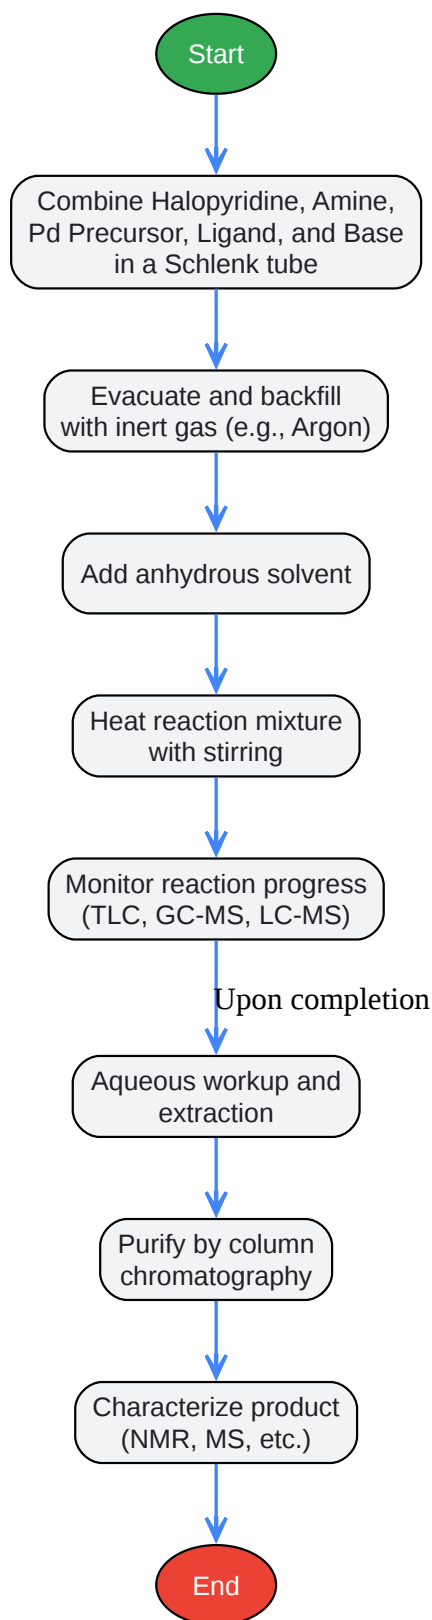 Start
Combine Halopyridine, Amine,
Pd Precursor, Ligand, and Base
in a Schlenk tube
Evacuate and backfill
with inert gas (e.g., Argon)
Add anhydrous solvent
Heat reaction mixture
with stirring
Monitor reaction progress
(TLC, GC-MS, LC-MS)
Upon completion
Aqueous workup and
extraction
Purify by column
chromatography
Characterize product
(NMR, MS, etc.)
End